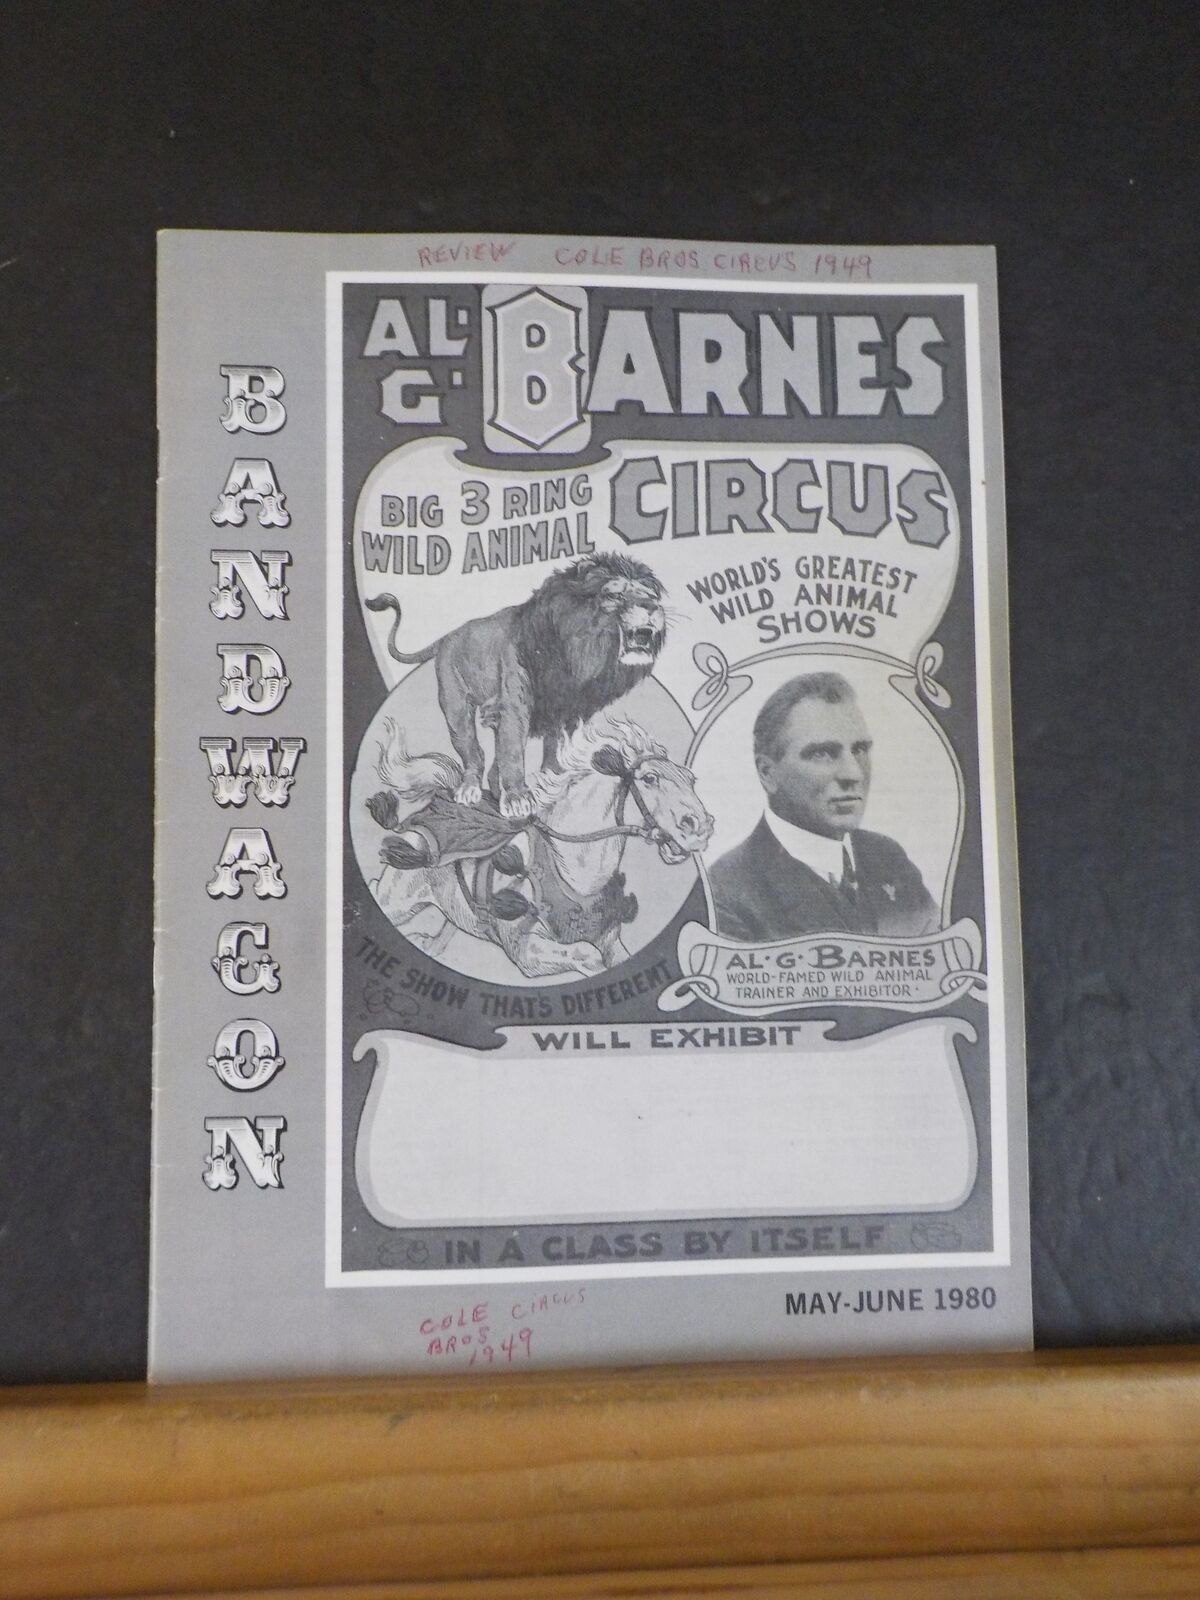 REVIEW COLE BROS. CIRCUS 1949
BANDWAGON
AL. G. BARNES
BIG 3 RING
WILD ANIMAL
CIRCUS
WORLD'S GREATEST
WILD ANIMAL
SHOWS
THE SHOW THAT'S DIFFERENT
AL. G. BARNES
WORLD-FAMED WILD ANIMAL
TRAINER AND EXHIBITOR.
WILL EXHIBIT
IN A CLASS BY ITSELF
MAY-JUNE 1980
COLE CIRCUS
BROS
1949